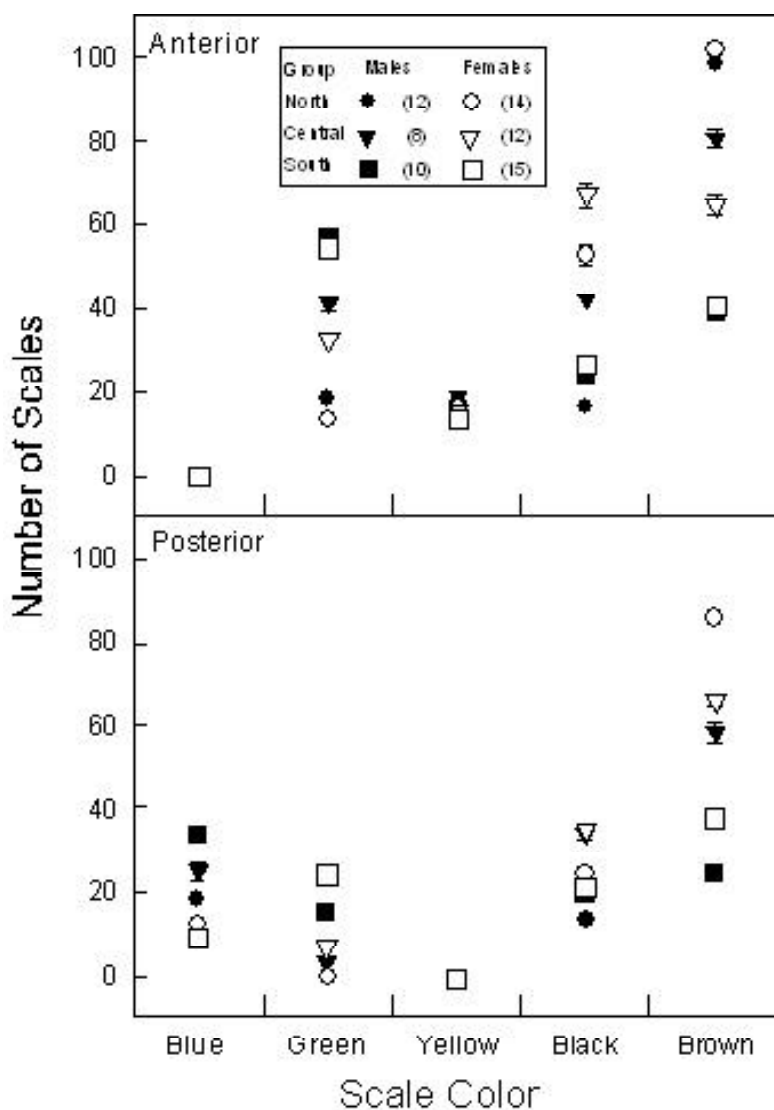 Anterior
Group Males Females
North (12) (14)
Central (8) (12)
South (10) (15)
100
80
60
40
20
0
Number of Scales
Posterior
100
80
60
40
20
0
Blue Green Yellow Black Brown
Scale Color